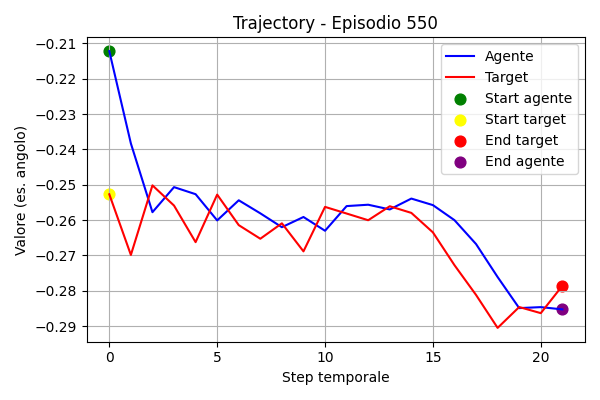 Trajectory - Episodio 550
Valore (es. angolo)
−0.21
−0.22
−0.23
−0.24
−0.25
−0.26
−0.27
−0.28
−0.29
Agente
Target
Start agente
Start target
End target
End agente
0
5
10
15
20
Step temporale